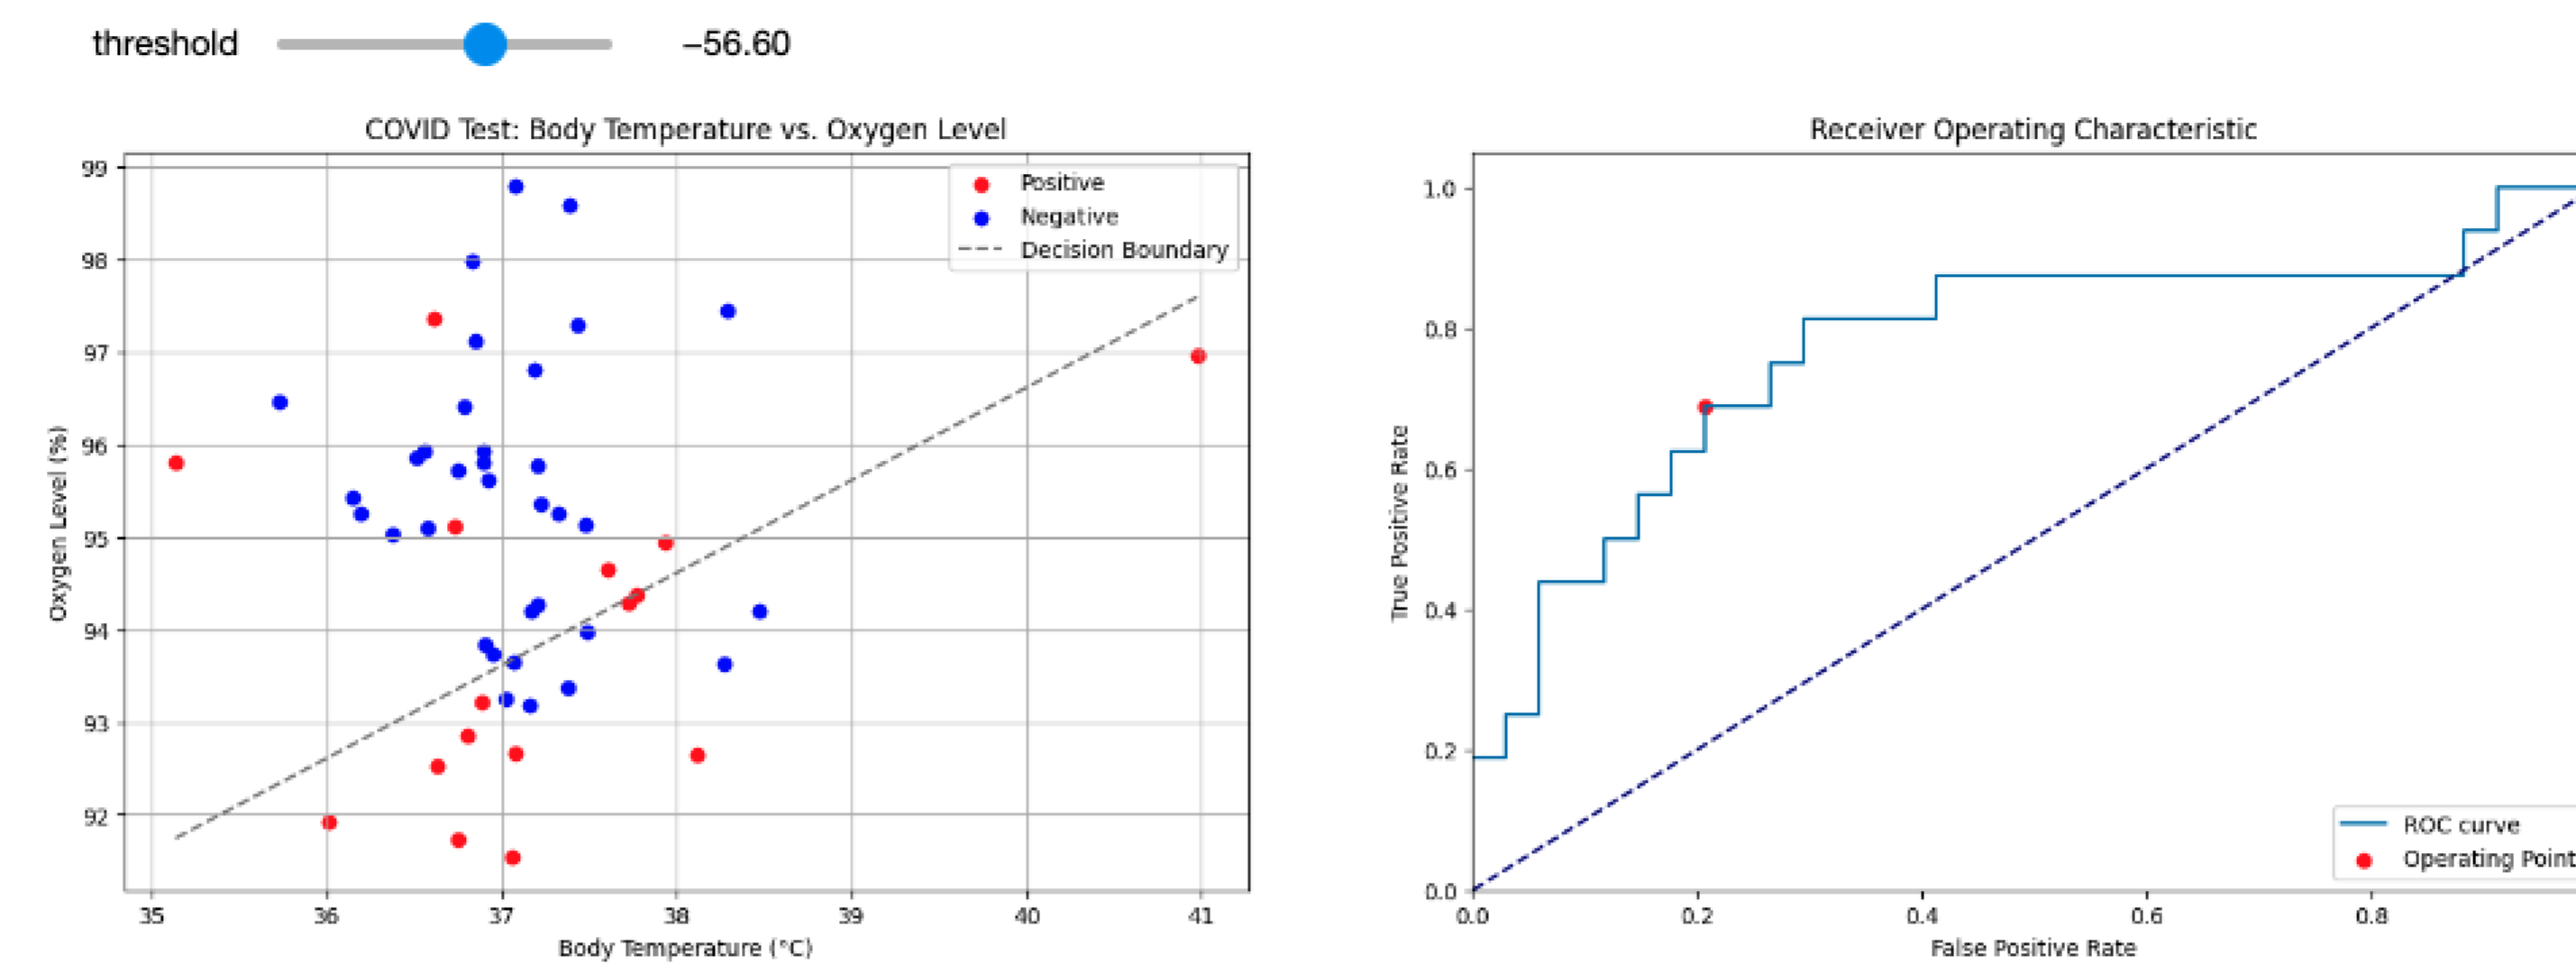 threshold –56.60
COVID Test: Body Temperature vs. Oxygen Level
Positive
Negative
Decision Boundary
99
98
97
96
95
94
93
92
Oxygen Level (%)
35 36 37 38 39 40 41
Body Temperature (°C)
Receiver Operating Characteristic
1.0
0.8
0.6
0.4
0.2
0.0
True Positive Rate
ROC curve
Operating Point
0.0 0.2 0.4 0.6 0.8
False Positive Rate